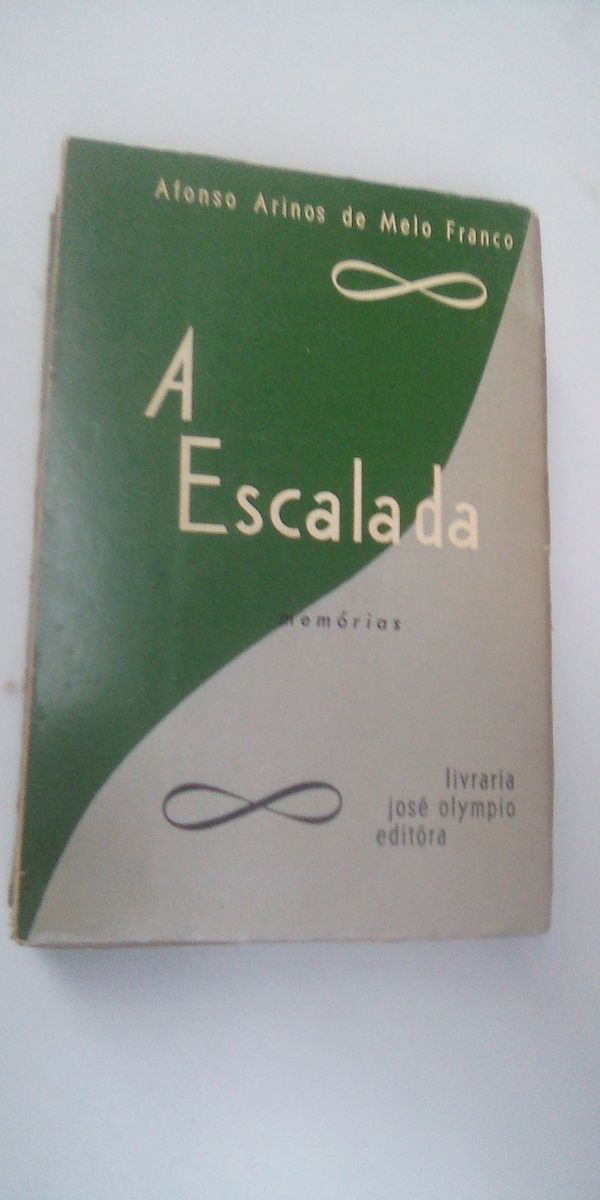 Afonso Arinos de Melo Franco
A
Escalada
memórias
livraria
josé olympio
editôra